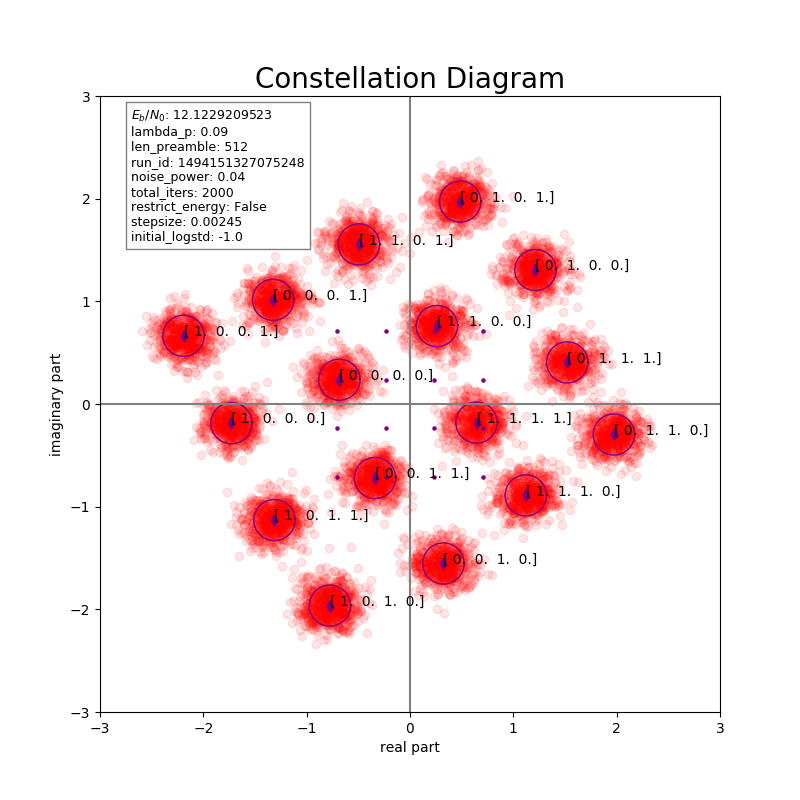 Constellation Diagram
E_b/N_0: 12.1229209523
lambda_p: 0.09
len_preamble: 512
run_id: 1494151327075248
noise_power: 0.04
total_iters: 2000
restrict_energy: False
stepsize: 0.00245
initial_logstd: -1.0
[ 0. 1. 0. 1.]
[ 1. 1. 0. 1.]
[ 0. 1. 0. 0.]
[ 0. 0. 0. 1.]
[ 1. 1. 0. 0.]
[ 1. 0. 0. 1.]
[ 0. 1. 1. 1.]
[ 0. 0. 0. 0.]
[ 1. 0. 0. 0.]
[ 1. 1. 1. 1.]
[ 0. 1. 1. 0.]
[ 0. 0. 1. 1.]
[ 1. 1. 1. 0.]
[ 1. 0. 1. 1.]
[ 0. 0. 1. 0.]
[ 1. 0. 1. 0.]
3
2
1
0
−1
−2
−3
imaginary part
−3 −2 −1 0 1 2 3
real part